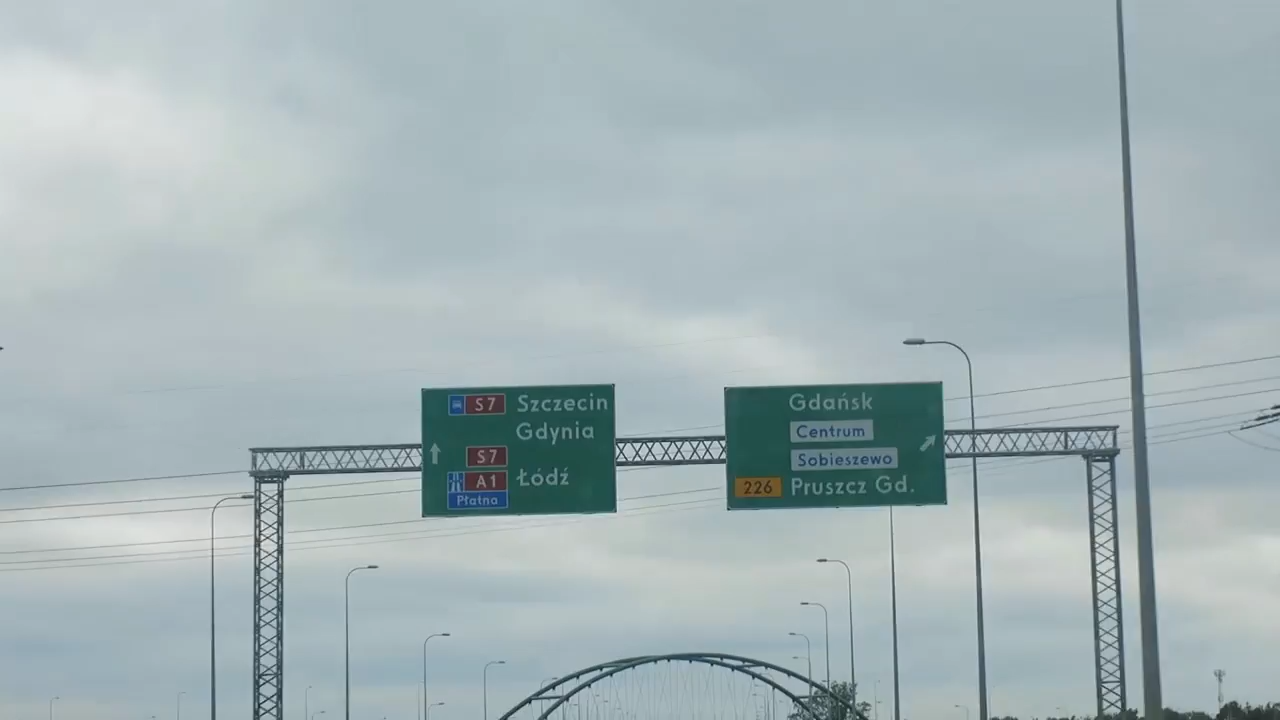 S7 Szczecin
Gdynia
S7
A1 Łódź
Płatna
Gdańsk
Centrum
Sobieszewo
226 Pruszcz Gd.